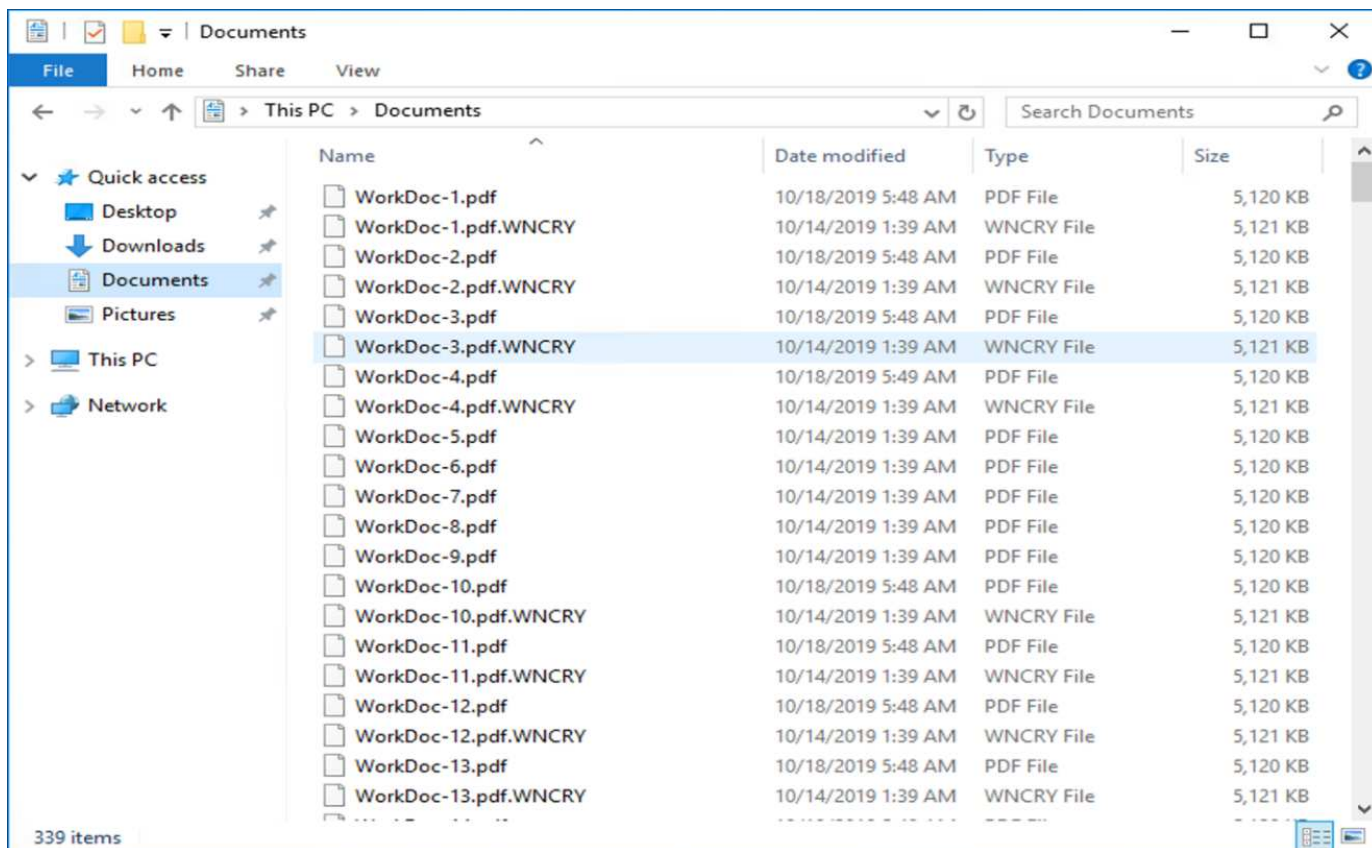 Documents
File Home Share View
This PC > Documents Search Documents
Name Date modified Type Size
Quick access
Desktop
Downloads
Documents
Pictures
This PC
Network
WorkDoc-1.pdf 10/18/2019 5:48 AM PDF File 5,120 KB
WorkDoc-1.pdf.WNCRY 10/14/2019 1:39 AM WNCRY File 5,121 KB
WorkDoc-2.pdf 10/18/2019 5:48 AM PDF File 5,120 KB
WorkDoc-2.pdf.WNCRY 10/14/2019 1:39 AM WNCRY File 5,121 KB
WorkDoc-3.pdf 10/18/2019 5:48 AM PDF File 5,120 KB
WorkDoc-3.pdf.WNCRY 10/14/2019 1:39 AM WNCRY File 5,121 KB
WorkDoc-4.pdf 10/18/2019 5:49 AM PDF File 5,120 KB
WorkDoc-4.pdf.WNCRY 10/14/2019 1:39 AM WNCRY File 5,121 KB
WorkDoc-5.pdf 10/14/2019 1:39 AM PDF File 5,120 KB
WorkDoc-6.pdf 10/14/2019 1:39 AM PDF File 5,120 KB
WorkDoc-7.pdf 10/14/2019 1:39 AM PDF File 5,120 KB
WorkDoc-8.pdf 10/14/2019 1:39 AM PDF File 5,120 KB
WorkDoc-9.pdf 10/14/2019 1:39 AM PDF File 5,120 KB
WorkDoc-10.pdf 10/18/2019 5:48 AM PDF File 5,120 KB
WorkDoc-10.pdf.WNCRY 10/14/2019 1:39 AM WNCRY File 5,121 KB
WorkDoc-11.pdf 10/18/2019 5:48 AM PDF File 5,120 KB
WorkDoc-11.pdf.WNCRY 10/14/2019 1:39 AM WNCRY File 5,121 KB
WorkDoc-12.pdf 10/18/2019 5:48 AM PDF File 5,120 KB
WorkDoc-12.pdf.WNCRY 10/14/2019 1:39 AM WNCRY File 5,121 KB
WorkDoc-13.pdf 10/18/2019 5:48 AM PDF File 5,120 KB
WorkDoc-13.pdf.WNCRY 10/14/2019 1:39 AM WNCRY File 5,121 KB
339 items